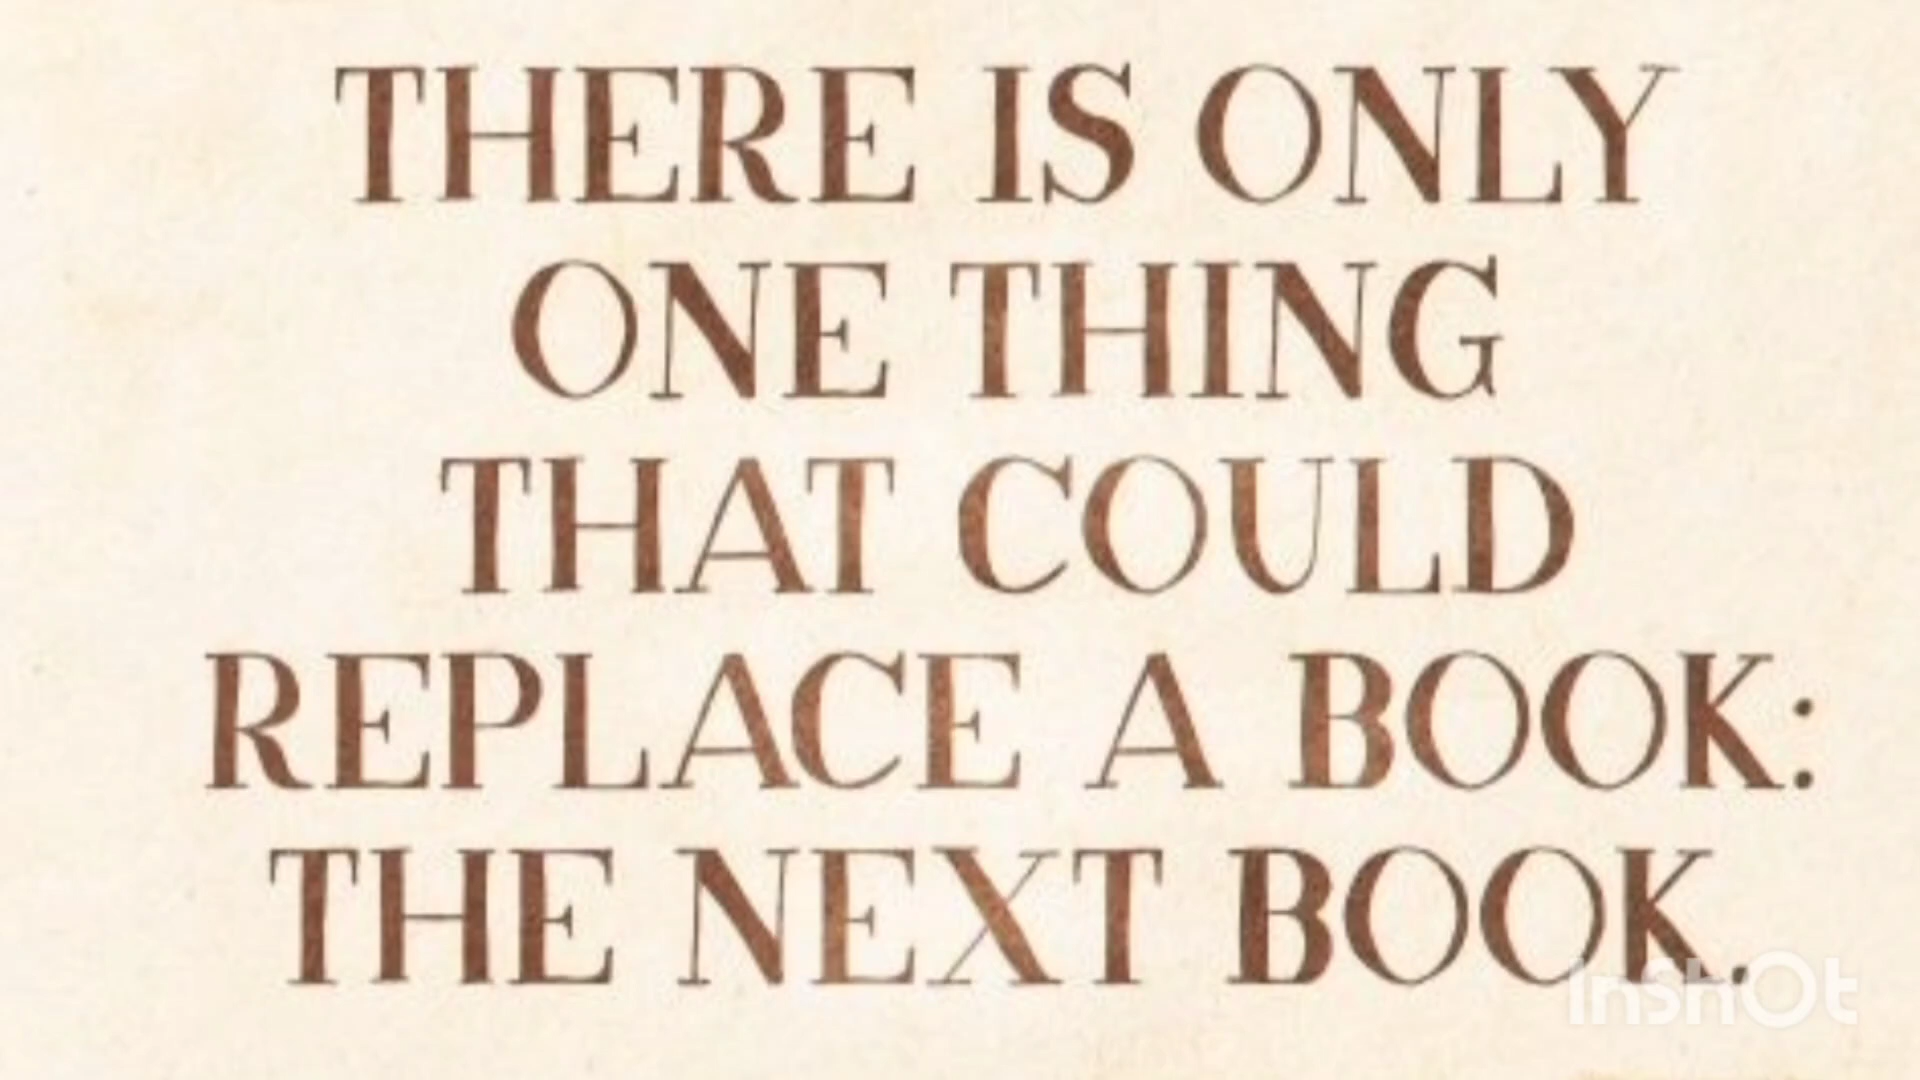 THERE IS ONLY
ONE THING
THAT COULD
REPLACE A BOOK:
THE NEXT BOOK.
InShOt